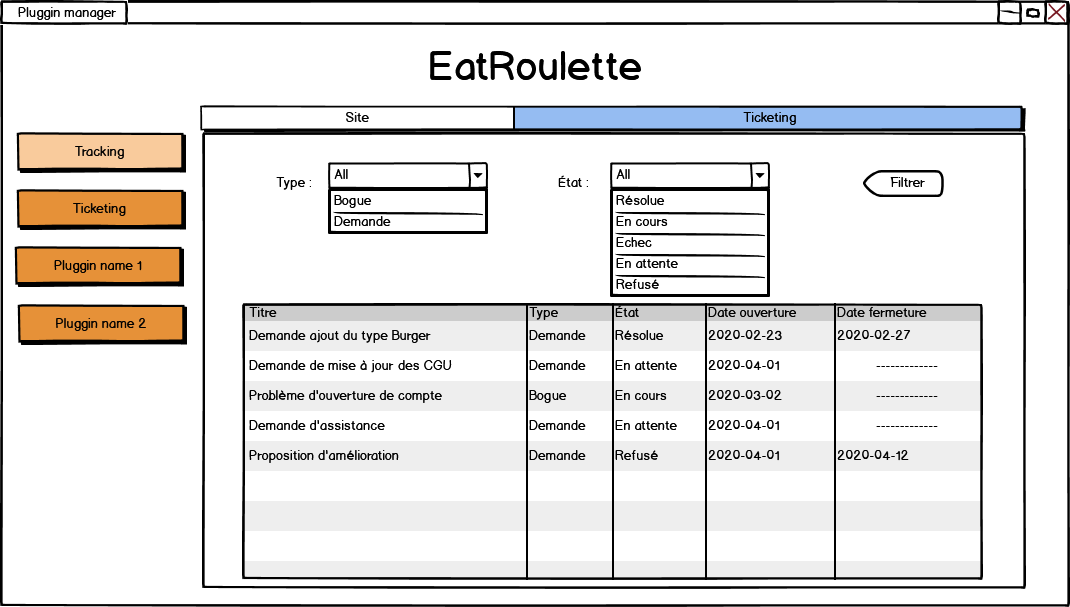 Pluggin manager
EatRoulette
Site Ticketing
Tracking
Ticketing
Pluggin name 1
Pluggin name 2
Type : All
Bogue
Demande
État : All
Résolue
En cours
Echec
En attente
Refusé
Filtrer
Titre Type État Date ouverture Date fermeture
Demande ajout du type Burger Demande Résolue 2020-02-23 2020-02-27
Demande de mise à jour des CGU Demande En attente 2020-04-01 -------------
Problème d'ouverture de compte Bogue En cours 2020-03-02 -------------
Demande d'assistance Demande En attente 2020-04-01 -------------
Proposition d'amélioration Demande Refusé 2020-04-01 2020-04-12